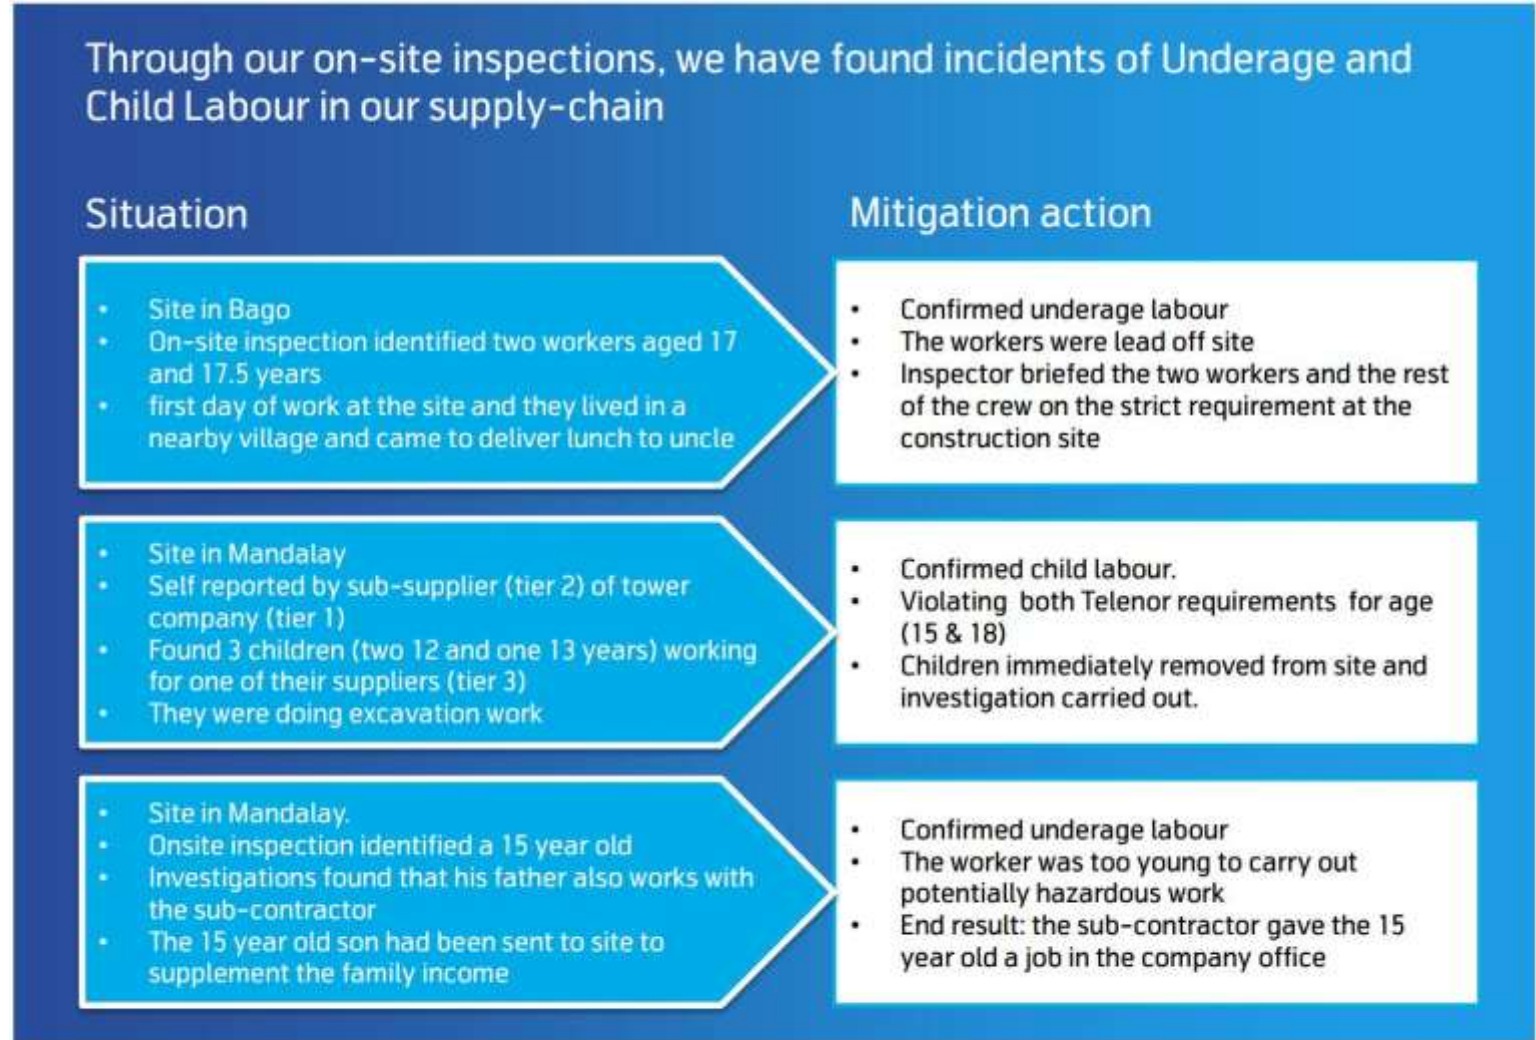 Through our on-site inspections, we have found incidents of Underage and
Child Labour in our supply-chain
Situation
Mitigation action
• Site in Bago
• On-site inspection identified two workers aged 17
and 17.5 years
• first day of work at the site and they lived in a
nearby village and came to deliver lunch to uncle
• Confirmed underage labour
• The workers were lead off site
• Inspector briefed the two workers and the rest
of the crew on the strict requirement at the
construction site
• Site in Mandalay
• Self reported by sub-supplier (tier 2) of tower
company (tier 1)
• Found 3 children (two 12 and one 13 years) working
for one of their suppliers (tier 3)
• They were doing excavation work
• Confirmed child labour.
• Violating both Telenor requirements for age
(15 & 18)
• Children immediately removed from site and
investigation carried out.
• Site in Mandalay.
• Onsite inspection identified a 15 year old
• Investigations found that his father also works with
the sub-contractor
• The 15 year old son had been sent to site to
supplement the family income
• Confirmed underage labour
• The worker was too young to carry out
potentially hazardous work
• End result: the sub-contractor gave the 15
year old a job in the company office